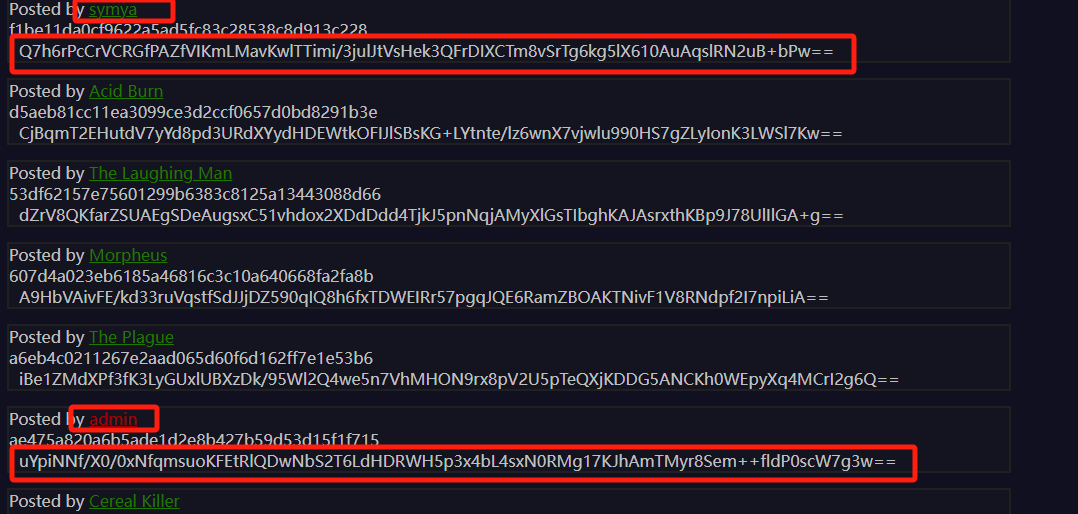 Posted by symya
f1be11da0cf9622a5ad5fc83c28538c8d913c228
Q7h6rPcCrVCRGfPAZfVIKmLMavKwlTTimi/3juIJtVsHek3QFrDIXCTm8vSrTg6kg5lX610AuAqslRN2uB+bPw==
Posted by Acid Burn
d5aeb81cc11ea3099ce3d2ccf0657d0bd8291b3e
CjBqmT2EHutdV7yYd8pd3URdXYydHDEWtkOFIJlSBsKG+LYtnte/lz6wnX7vjwlu990HS7gZLyIonK3LWSl7Kw==
Posted by The Laughing Man
53df62157e75601299b6383c8125a13443088d66
dZrV8QKfarZSUAEgSDeAugsxC51vhdox2XDdDdd4TjkJ5pnNqjAMyXlGsTIbghKAJAsrxthKBp9J78UlIlGA+g==
Posted by Morpheus
607d4a023eb6185a46816c3c10a640668fa2fa8b
A9HbVAivFE/kd33ruVqstfSdJJjDZ590qIQ8h6fxTDWEIRr57pgqJQE6RamZBOAKTNivF1V8RNdpf2I7npiLiA==
Posted by The Plague
a6eb4c0211267e2aad065d60f6d162ff7e1e53b6
iBe1ZMdXPf3fK3LyGUxlUBXzDk/95Wl2Q4we5n7VhMHON9rx8pV2U5pTeQXjKDDG5ANCKh0WEpyXq4MCrI2g6Q==
Posted by admin
ae475a820a6b5ade1d2e8b427b59d53d15f1f715
uYpiNNf/X0/0xNfqmsuoKFEtRlQDwNbS2T6LdHDRWH5p3x4bL4sxN0RMg17KJhAmTMyr8Sem++fldP0scW7g3w==
Posted by Cereal Killer